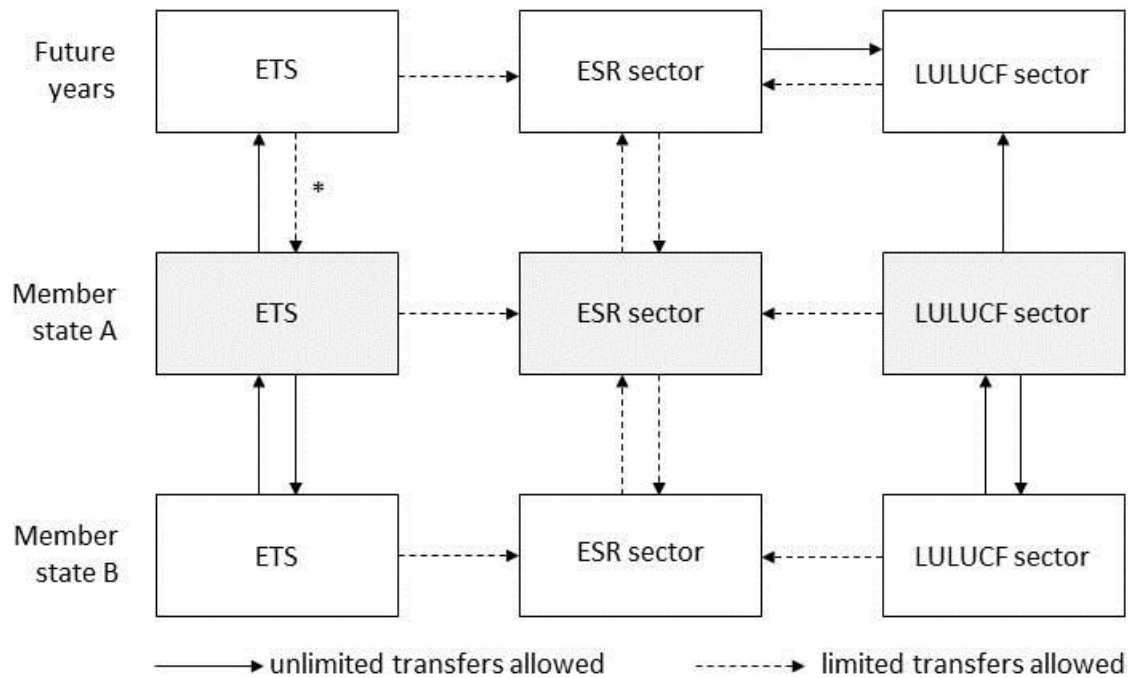 Future
years
ETS
ESR sector
LULUCF sector
*
Member
state A
ETS
ESR sector
LULUCF sector
Member
state B
ETS
ESR sector
LULUCF sector
unlimited transfers allowed
limited transfers allowed